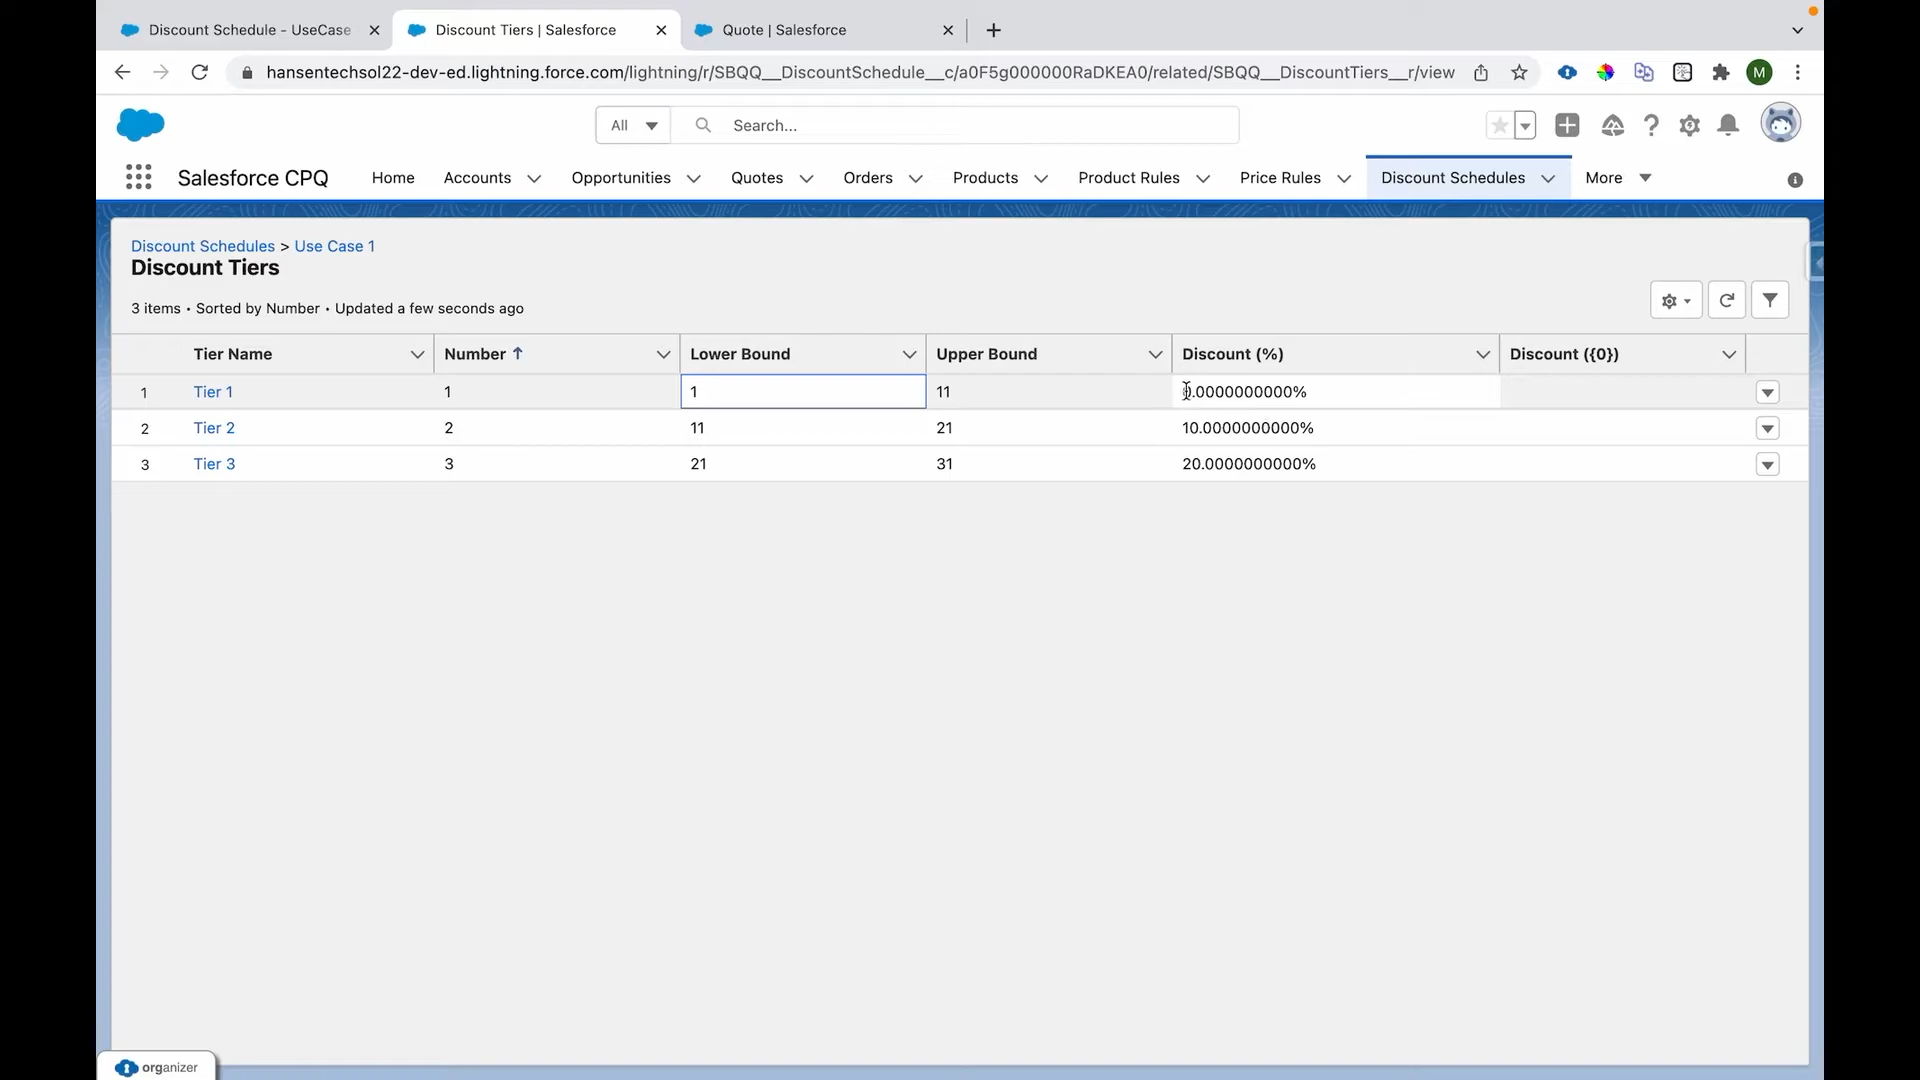 Discount Schedule - UseCase
Discount Tiers | Salesforce
Quote | Salesforce
hansentechsol22-dev-ed.lightning.force.com/lightning/r/SBQQ__DiscountSchedule__c/a0F5g000000RaDKEA0/related/SBQQ__DiscountTiers__r/view
M
All
Search...
Salesforce CPQ
Home
Accounts
Opportunities
Quotes
Orders
Products
Product Rules
Price Rules
Discount Schedules
More
Discount Schedules > Use Case 1
Discount Tiers
3 items • Sorted by Number • Updated a few seconds ago
Tier Name Number ↑ Lower Bound Upper Bound Discount (%) Discount ({0})
1 Tier 1 1 1 11 0.0000000000%
2 Tier 2 2 11 21 10.0000000000%
3 Tier 3 3 21 31 20.0000000000%
organizer